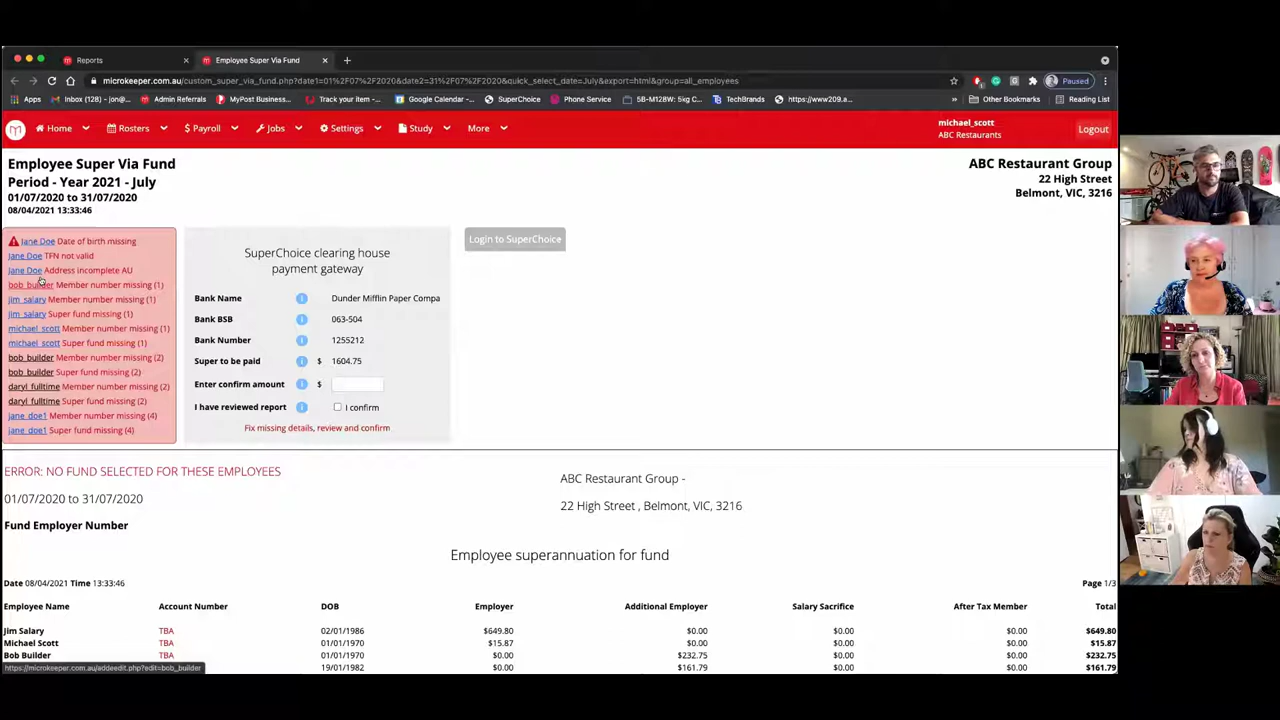 Reports
Employee Super Via Fund
microkeeper.com.au/custom_super_via_fund.php?date1=01%2F07%2F2020&date2=31%2F07%2F2020&quick_select_date=July&export=html&group=all_employees
Paused
Apps
Inbox (128) - jon@...
Admin Referrals
MyPost Business...
Track your item -...
Google Calendar -...
SuperChoice
Phone Service
5B-M12BW: 5kg C...
TechBrands
https://www209.a...
»
Other Bookmarks
Reading List
Home
Rosters
$ Payroll
Jobs
Settings
Study
More
michael_scott
ABC Restaurants
Logout
Employee Super Via Fund
Period - Year 2021 - July
01/07/2020 to 31/07/2020
08/04/2021 13:33:46
ABC Restaurant Group
22 High Street
Belmont, VIC, 3216
Jane Doe Date of birth missing
Jane Doe TFN not valid
Jane Doe Address incomplete AU
bob_builder Member number missing (1)
jim_salary Member number missing (1)
jim_salary Super fund missing (1)
michael_scott Member number missing (1)
michael_scott Super fund missing (1)
bob_builder Member number missing (2)
bob_builder Super fund missing (2)
daryl_fulltime Member number missing (2)
daryl_fulltime Super fund missing (2)
jane_doe1 Member number missing (4)
jane_doe1 Super fund missing (4)
SuperChoice clearing house
payment gateway
Bank Name i Dunder Mifflin Paper Compa
Bank BSB i 063-504
Bank Number i 1255212
Super to be paid i $ 1604.75
Enter confirm amount i $
I have reviewed report i I confirm
Fix missing details, review and confirm
Login to SuperChoice
ERROR: NO FUND SELECTED FOR THESE EMPLOYEES
01/07/2020 to 31/07/2020
Fund Employer Number
ABC Restaurant Group -
22 High Street , Belmont, VIC, 3216
Employee superannuation for fund
Date 08/04/2021 Time 13:33:46
Page 1/3
Employee Name Account Number DOB Employer Additional Employer Salary Sacrifice After Tax Member Total
Jim Salary TBA 02/01/1986 $649.80 $0.00 $0.00 $0.00 $649.80
Michael Scott TBA 01/01/1970 $15.87 $0.00 $0.00 $0.00 $15.87
Bob Builder TBA 01/01/1970 $0.00 $232.75 $0.00 $0.00 $232.75
19/01/1982 $0.00 $161.79 $0.00 $0.00 $161.79
https://microkeeper.com.au/addeedit.php?edit=bob_builder